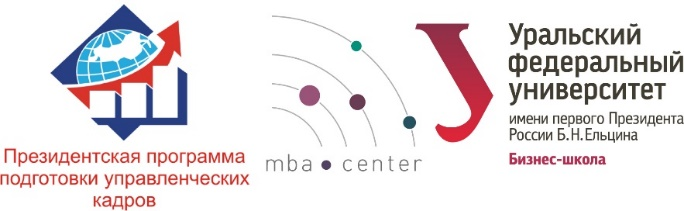 Президентская программа
подготовки управленческих
кадров
mba center
У
Уральский
федеральный
университет
имени первого Президента
России Б.Н.Ельцина
Бизнес-школа